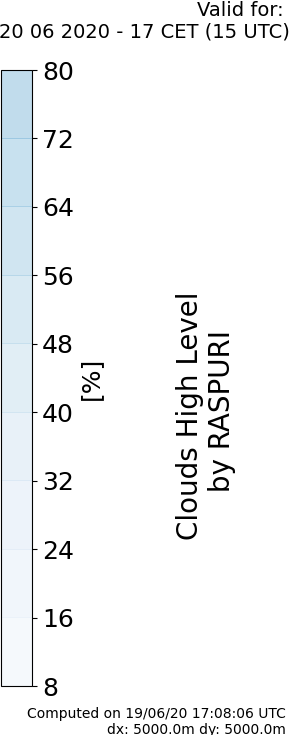 Valid for:
20 06 2020 - 17 CET (15 UTC)
80
72
64
56
48
40
32
24
16
8
[%]
Clouds High Level
by RASPURI
Computed on 19/06/20 17:08:06 UTC
dx: 5000.0m dy: 5000.0m